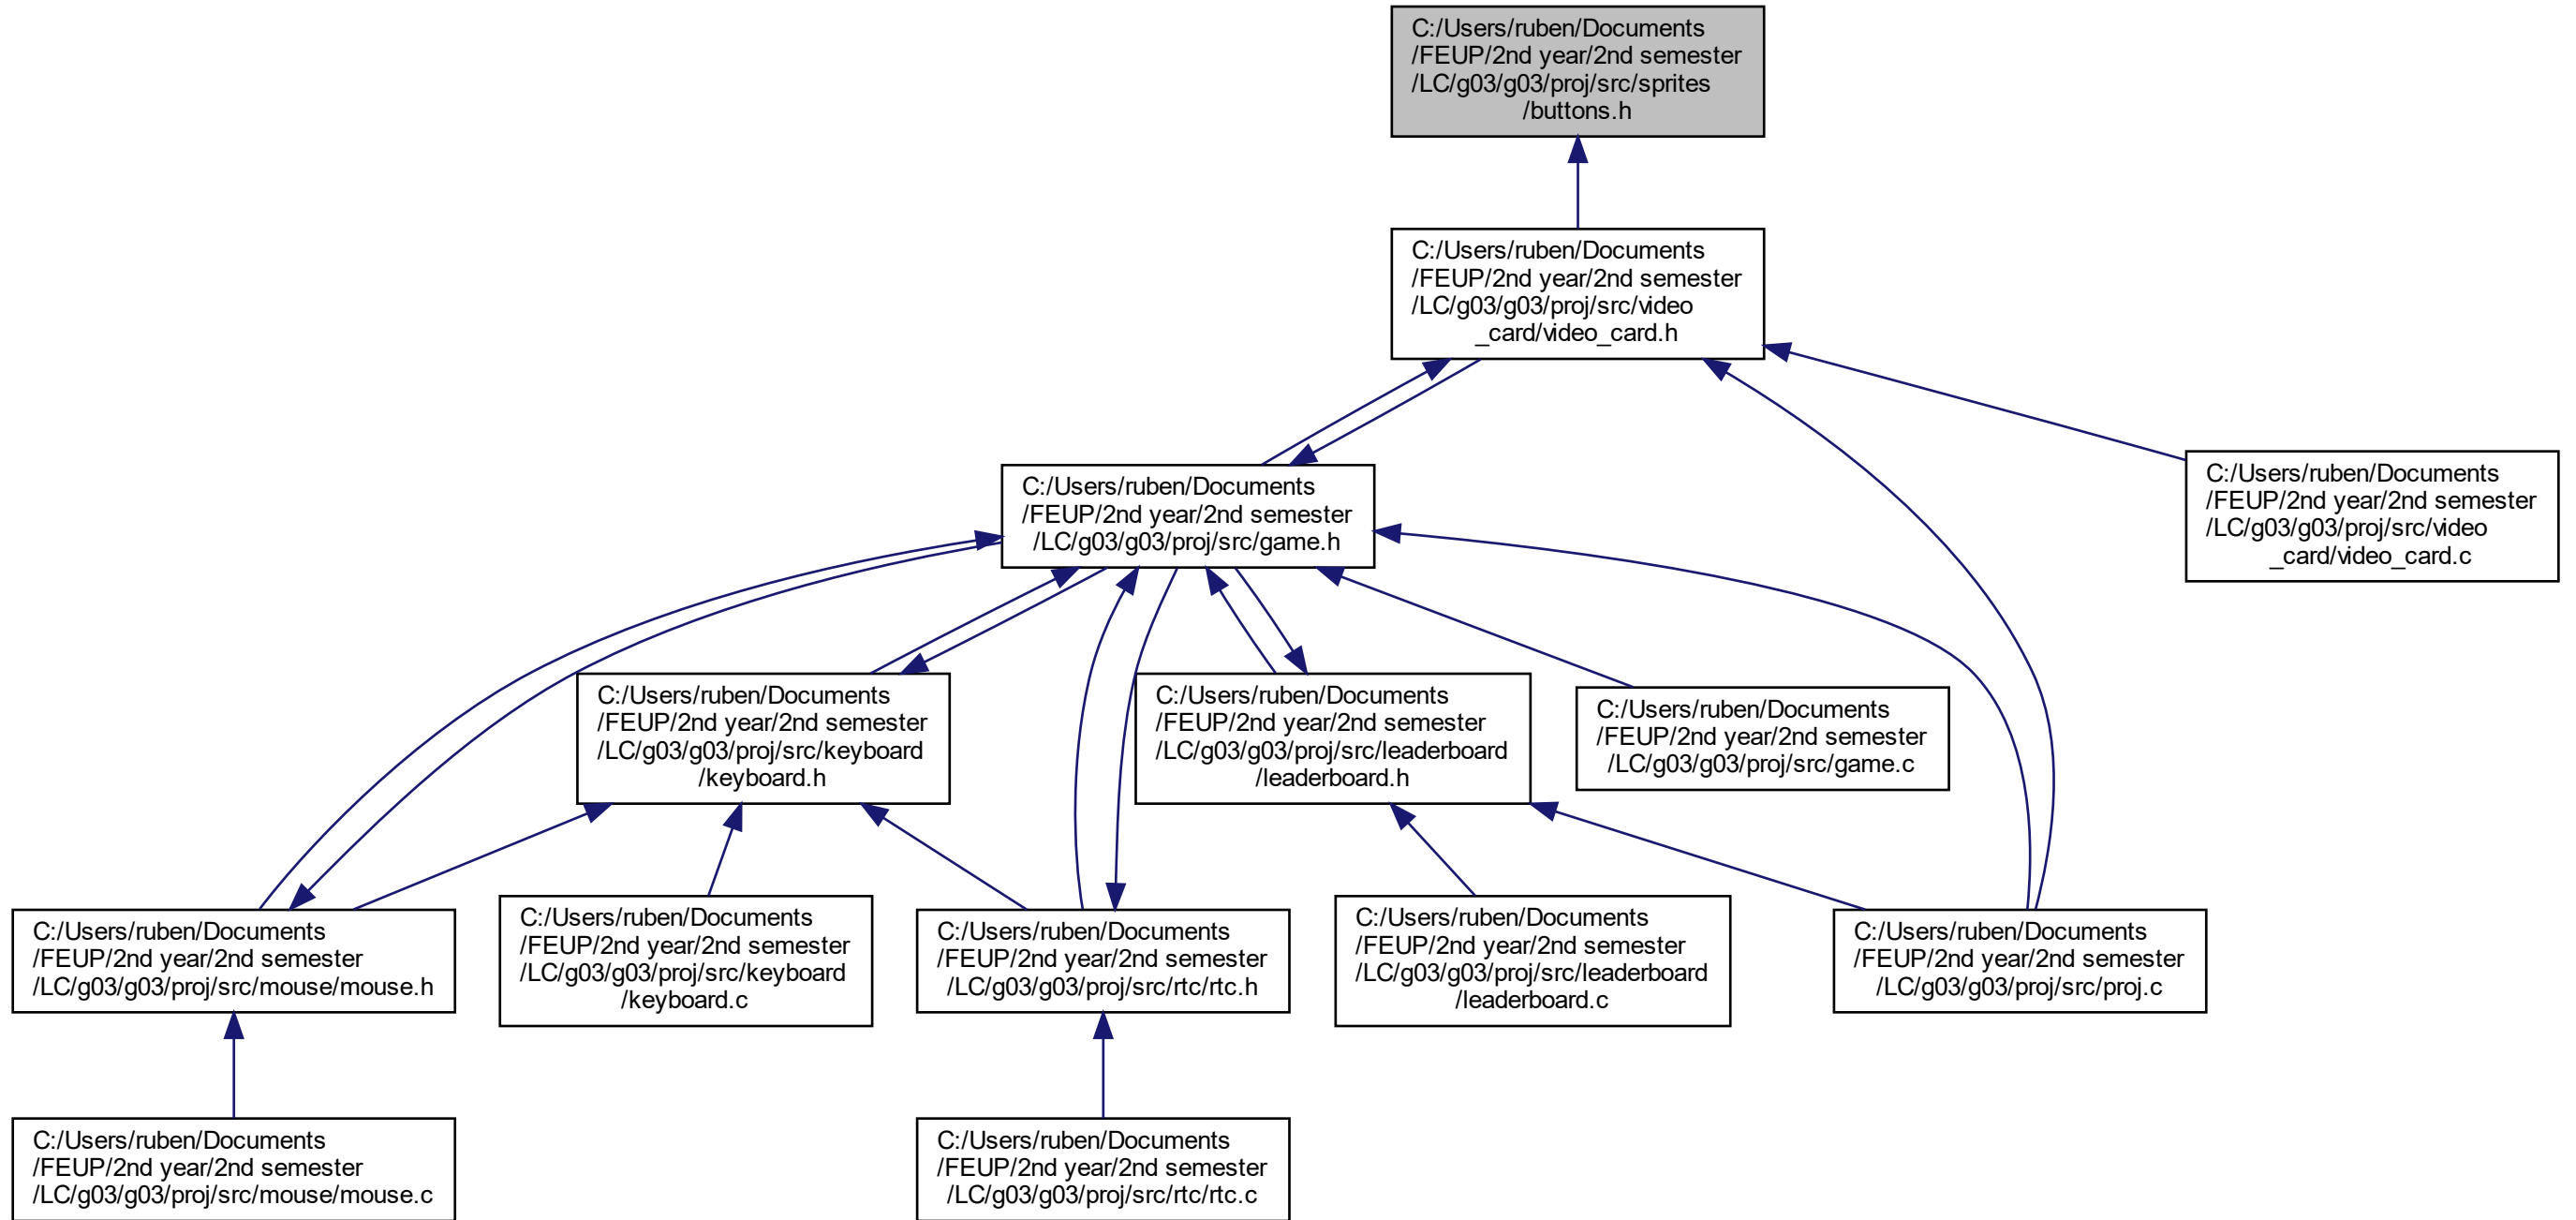 C:/Users/ruben/Documents
/FEUP/2nd year/2nd semester
/LC/g03/g03/proj/src/sprites
/buttons.h
C:/Users/ruben/Documents
/FEUP/2nd year/2nd semester
/LC/g03/g03/proj/src/video
_card/video_card.h
C:/Users/ruben/Documents
/FEUP/2nd year/2nd semester
/LC/g03/g03/proj/src/game.h
C:/Users/ruben/Documents
/FEUP/2nd year/2nd semester
/LC/g03/g03/proj/src/video
_card/video_card.c
C:/Users/ruben/Documents
/FEUP/2nd year/2nd semester
/LC/g03/g03/proj/src/keyboard
/keyboard.h
C:/Users/ruben/Documents
/FEUP/2nd year/2nd semester
/LC/g03/g03/proj/src/leaderboard
/leaderboard.h
C:/Users/ruben/Documents
/FEUP/2nd year/2nd semester
/LC/g03/g03/proj/src/game.c
C:/Users/ruben/Documents
/FEUP/2nd year/2nd semester
/LC/g03/g03/proj/src/mouse/mouse.h
C:/Users/ruben/Documents
/FEUP/2nd year/2nd semester
/LC/g03/g03/proj/src/keyboard
/keyboard.c
C:/Users/ruben/Documents
/FEUP/2nd year/2nd semester
/LC/g03/g03/proj/src/rtc/rtc.h
C:/Users/ruben/Documents
/FEUP/2nd year/2nd semester
/LC/g03/g03/proj/src/leaderboard
/leaderboard.c
C:/Users/ruben/Documents
/FEUP/2nd year/2nd semester
/LC/g03/g03/proj/src/proj.c
C:/Users/ruben/Documents
/FEUP/2nd year/2nd semester
/LC/g03/g03/proj/src/mouse/mouse.c
C:/Users/ruben/Documents
/FEUP/2nd year/2nd semester
/LC/g03/g03/proj/src/rtc/rtc.c